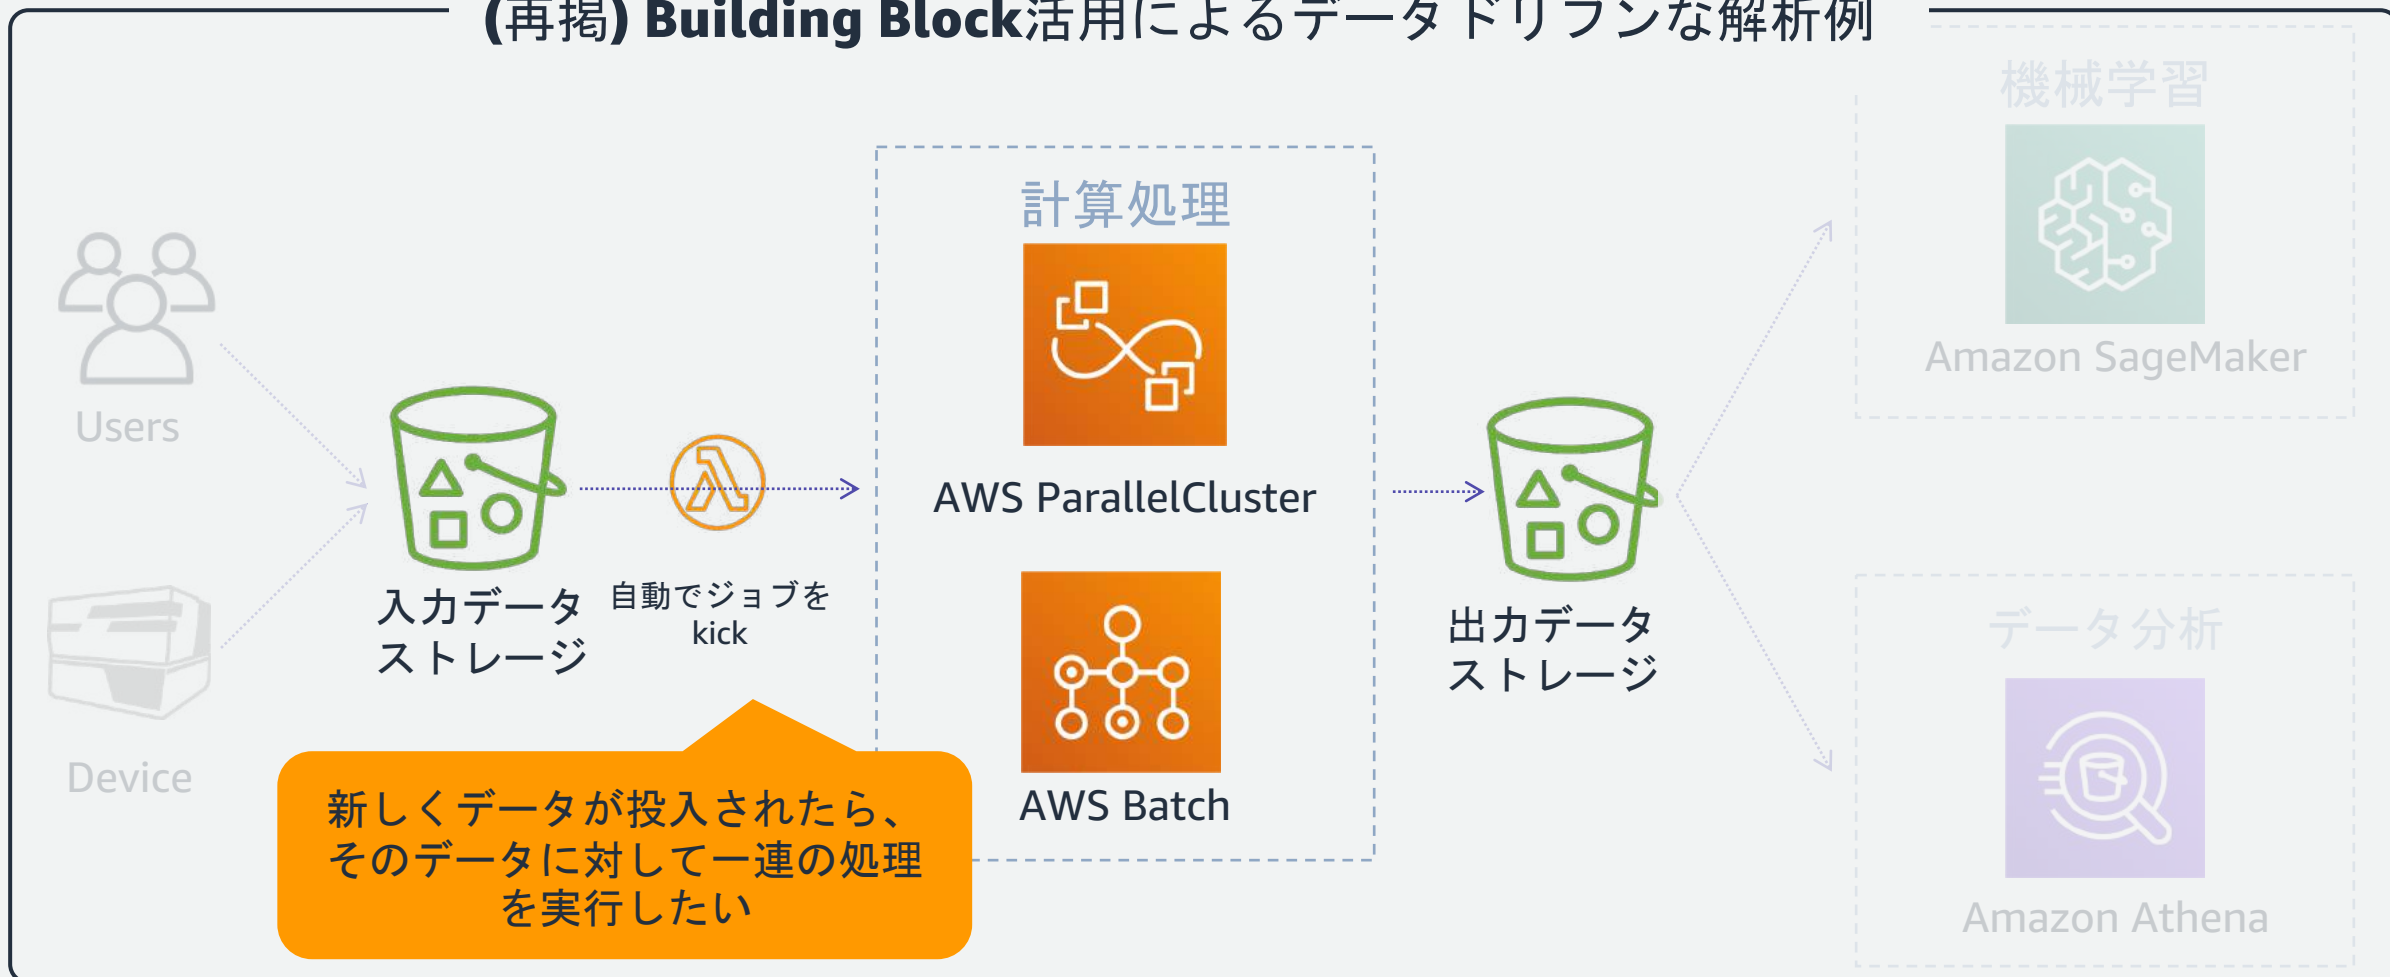 (再掲) Building Block活用によるデータドリブンな解析例
機械学習
Amazon SageMaker
計算処理
AWS ParallelCluster
AWS Batch
Users
Device
入力データ
ストレージ
自動でジョブを
kick
出力データ
ストレージ
データ分析
Amazon Athena
新しくデータが投入されたら、
そのデータに対して一連の処理
を実行したい